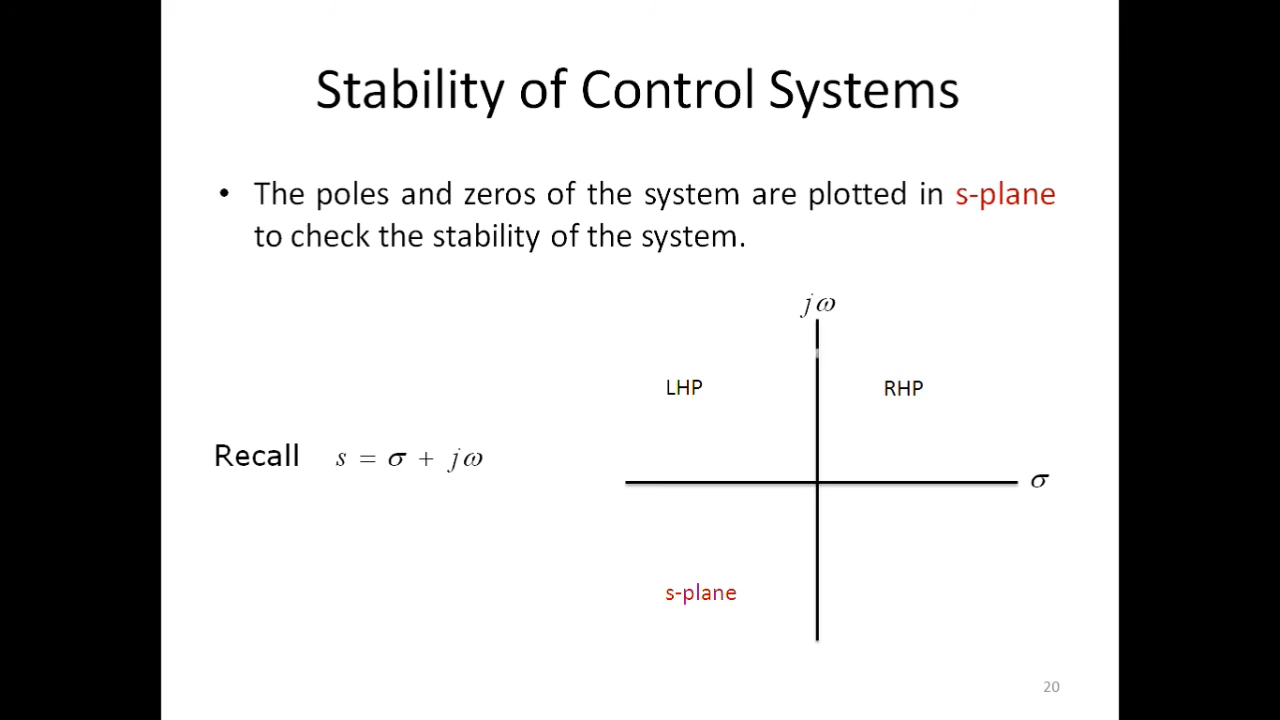 Stability of Control Systems
• The poles and zeros of the system are plotted in s-plane
to check the stability of the system.
jω
LHP
RHP
Recall s = σ + jω
σ
s-plane
20